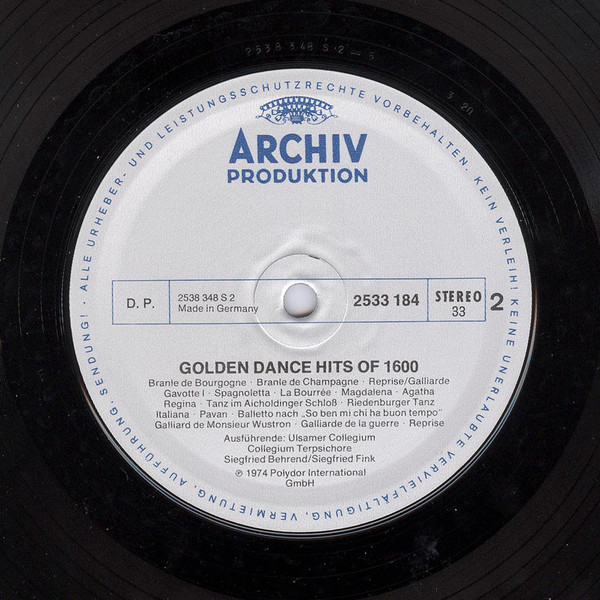 2538 348 S 2
3 20
ALLE URHEBER- UND LEISTUNGSSCHUTZRECHTE VORBEHALTEN. KEIN VERLEIH! KEINE UNERLAUBTE VERVIELFÄLTIGUNG, VERMIETUNG, AUFFÜHRUNG, SENDUNG! ·
ARCHIV
PRODUKTION
D. P.
2538 348 S 2
Made in Germany
2533 184
STEREO
33
2
GOLDEN DANCE HITS OF 1600
Branle de Bourgogne · Branle de Champagne · Reprise/Galliarde
Gavotte I · Spagnoletta · La Bourrée · Magdalena · Agatha
Regina · Tanz im Aicholdinger Schloß · Riedenburger Tanz
Italiana · Pavan · Balletto nach „So ben mi chi ha buon tempo"
Galliard de Monsieur Wustron · Galliarde de la guerre · Reprise
Ausführende: Ulsamer Collegium
Collegium Terpsichore
Siegfried Behrend/Siegfried Fink
℗ 1974 Polydor International
GmbH